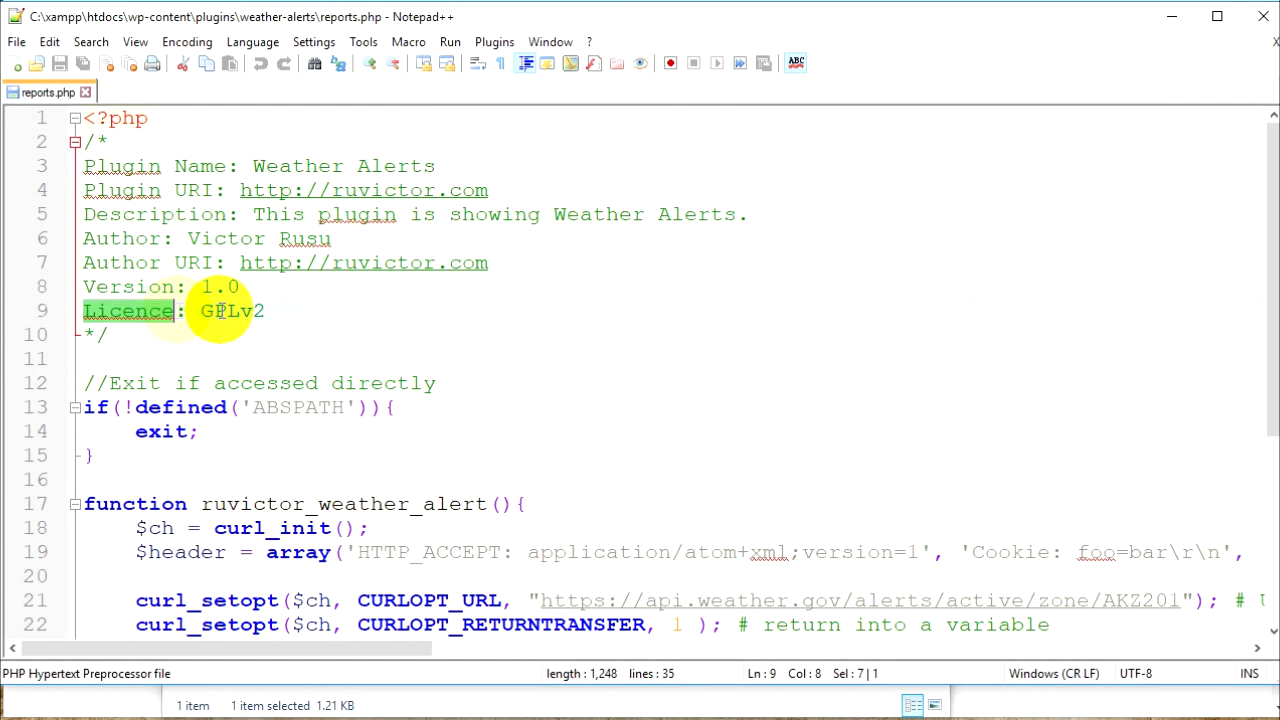 C:\xampp\htdocs\wp-content\plugins\weather-alerts\reports.php - Notepad++
File Edit Search View Encoding Language Settings Tools Macro Run Plugins Window ? X
ABC
reports.php
1 <?php
2 /*
3 Plugin Name: Weather Alerts
4 Plugin URI: http://ruvictor.com
5 Description: This plugin is showing Weather Alerts.
6 Author: Victor Rusu
7 Author URI: http://ruvictor.com
8 Version: 1.0
9 Licence: GPLv2
10 */
11
12 //Exit if accessed directly
13 if(!defined('ABSPATH')){
14 exit;
15 }
16
17 function ruvictor_weather_alert(){
18 $ch = curl_init();
19 $header = array('HTTP_ACCEPT: application/atom+xml;version=1', 'Cookie: foo=bar\r\n',
20
21 curl_setopt($ch, CURLOPT_URL, "https://api.weather.gov/alerts/active/zone/AKZ201"); #
22 curl_setopt($ch, CURLOPT_RETURNTRANSFER, 1 ); # return into a variable
PHP Hypertext Preprocessor file length : 1,248 lines : 35 Ln : 9 Col : 8 Sel : 7 | 1 Windows (CR LF) UTF-8 INS
1 item 1 item selected 1.21 KB